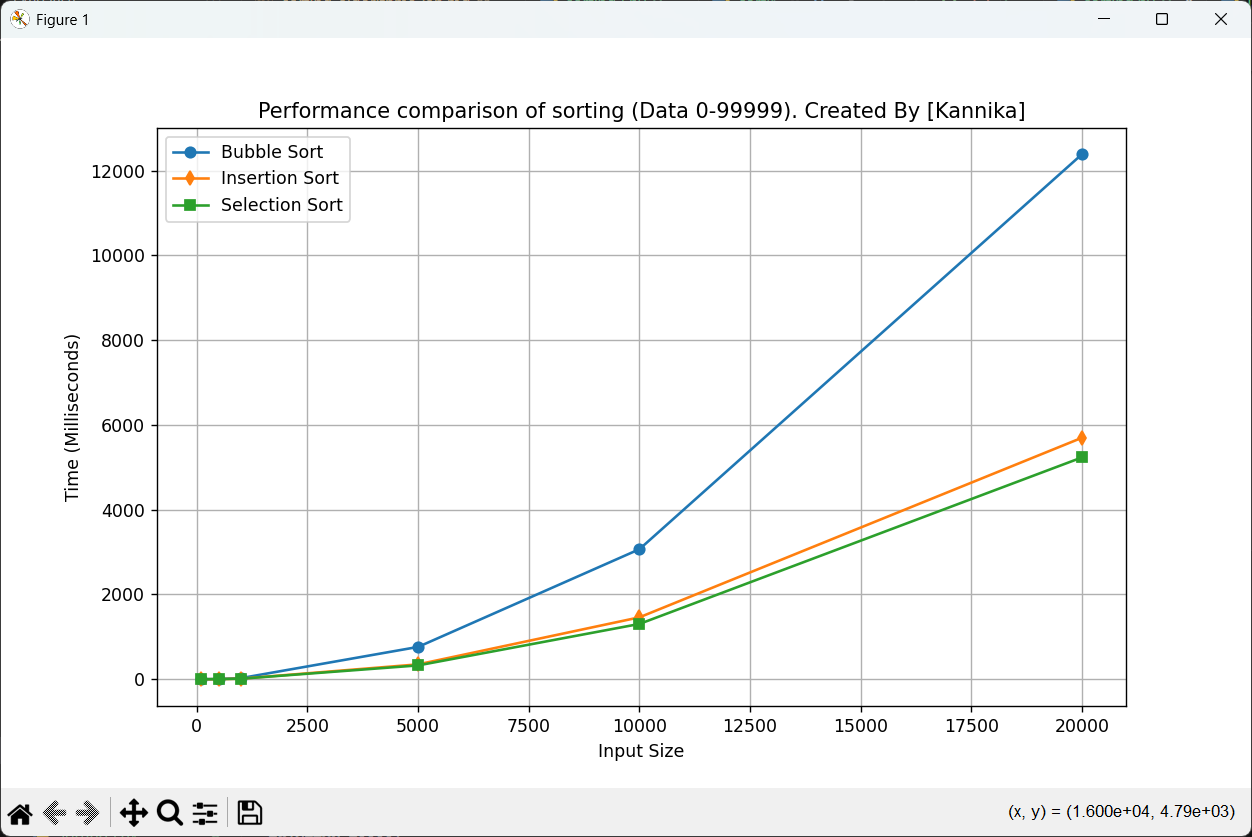 Figure 1
Performance comparison of sorting (Data 0-99999). Created By [Kannika]
Bubble Sort
Insertion Sort
Selection Sort
12000
10000
8000
6000
4000
2000
0
Time (Milliseconds)
0 2500 5000 7500 10000 12500 15000 17500 20000
Input Size
(x, y) = (1.600e+04, 4.79e+03)